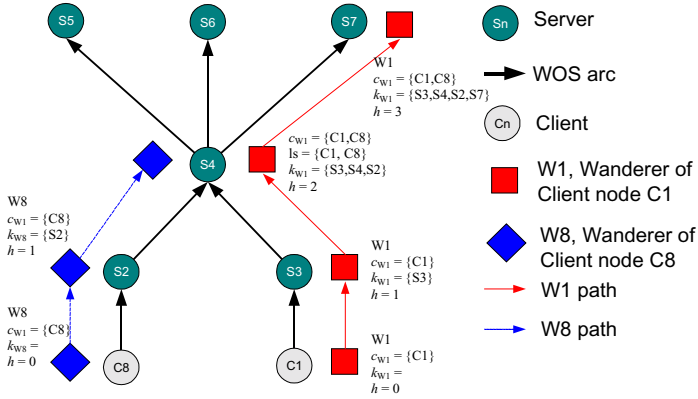 S5
S6
S7
W1
c_W1 = {C1,C8}
k_W1 = {S3,S4,S2,S7}
h = 3
S4
c_W1 = {C1,C8}
ls = {C1, C8}
k_W1 = {S3,S4,S2}
h = 2
W8
c_W1 = {C8}
k_W8 = {S2}
h = 1
S2
S3
W1
c_W1 = {C1}
k_W1 = {S3}
h = 1
W8
c_W1 = {C8}
k_W8 =
h = 0
C8
C1
W1
c_W1 = {C1}
k_W1 =
h = 0
Sn
Server
WOS arc
Cn
Client
W1, Wanderer of
Client node C1
W8, Wanderer of
Client node C8
W1 path
W8 path